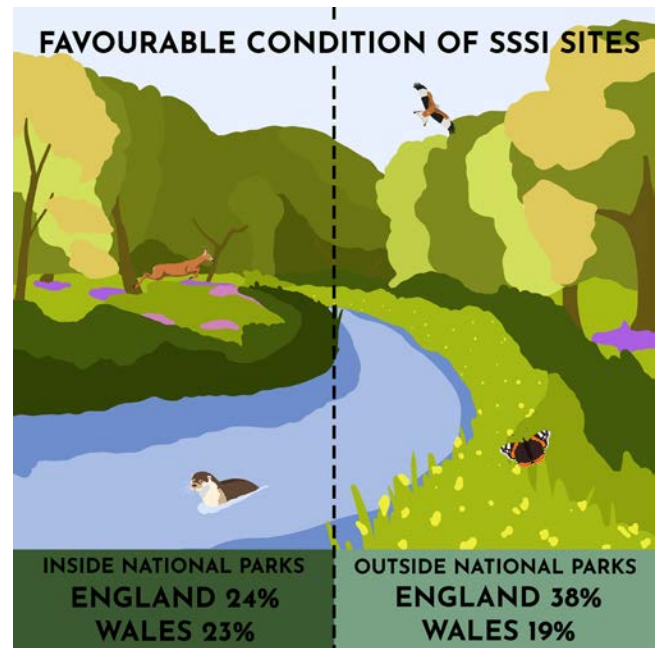 FAVOURABLE CONDITION OF SSSI SITES
INSIDE NATIONAL PARKS
ENGLAND 24%
WALES 23%
OUTSIDE NATIONAL PARKS
ENGLAND 38%
WALES 19%